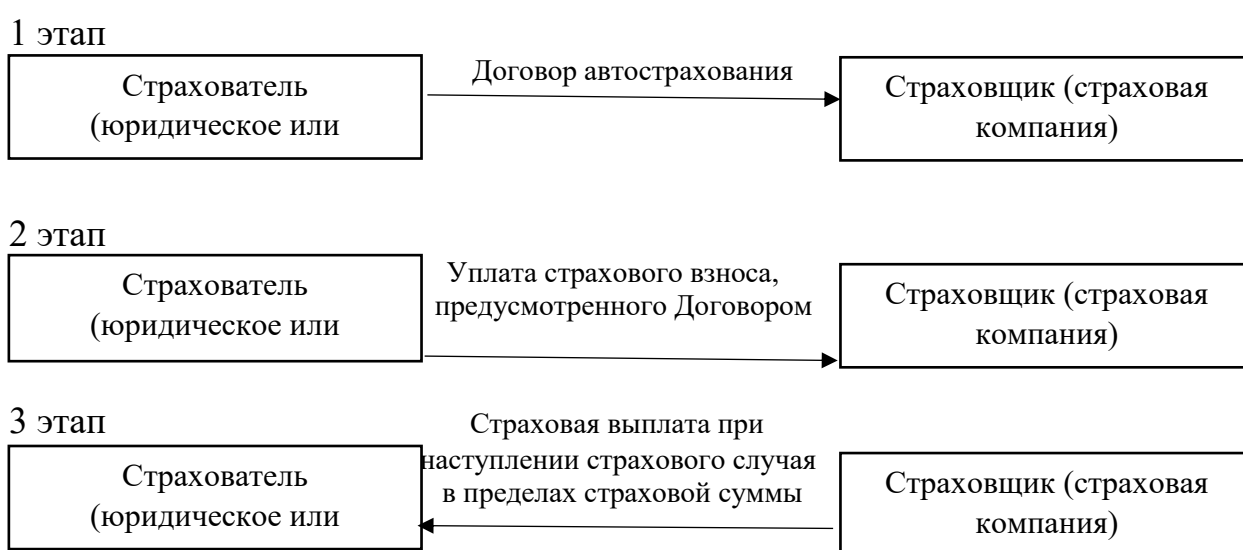 1 этап
Страхователь
(юридическое или
Договор автострахования
Страховщик (страховая
компания)
2 этап
Страхователь
(юридическое или
Уплата страхового взноса,
предусмотренного Договором
Страховщик (страховая
компания)
3 этап
Страхователь
(юридическое или
Страховая выплата при
наступлении страхового случая
в пределах страховой суммы
Страховщик (страховая
компания)